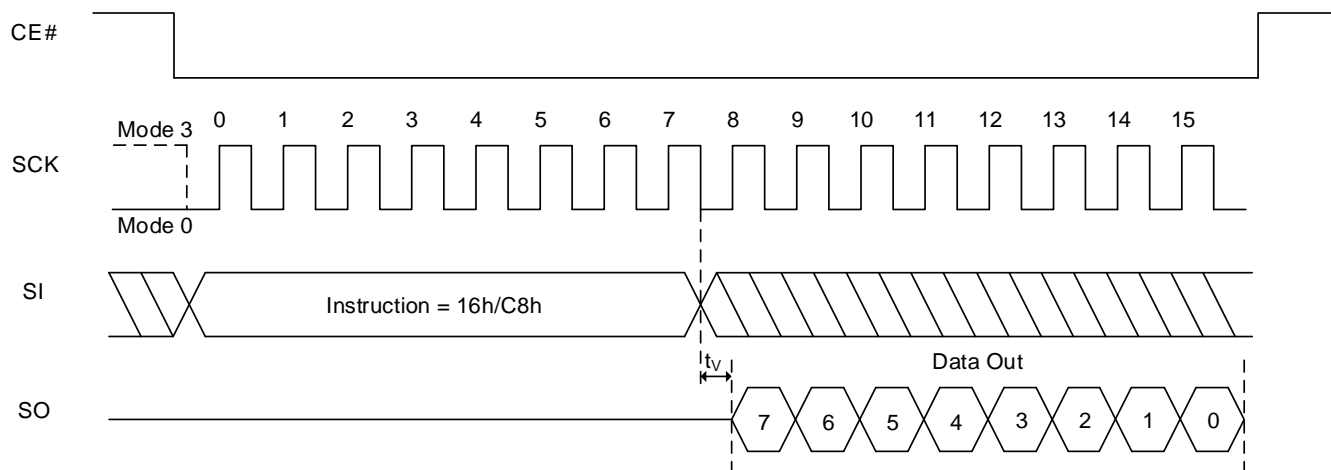 CE#
Mode 3
0 1 2 3 4 5 6 7 8 9 10 11 12 13 14 15
SCK
Mode 0
SI
Instruction = 16h/C8h
tV
Data Out
SO
7 6 5 4 3 2 1 0